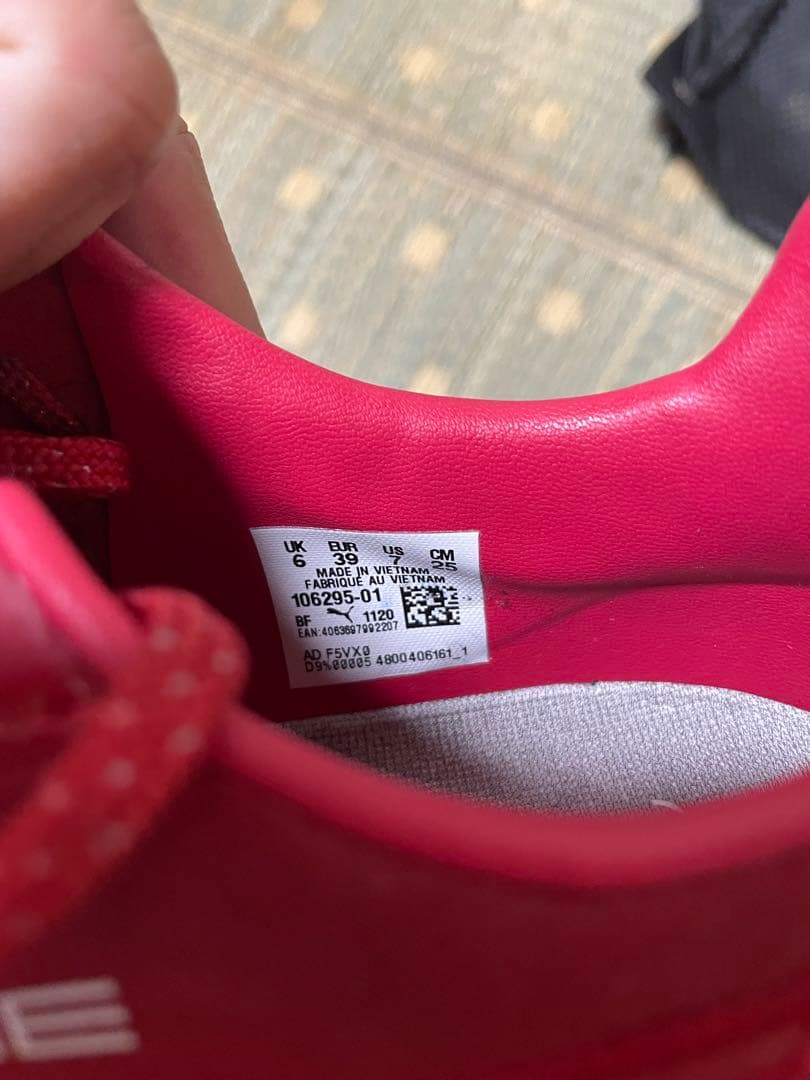 UK EUR US CM
6 39 7 25
MADE IN VIETNAM
FABRIQUÉ AU VIETNAM
106295-01
BF 1120
EAN:4063697992207
AD F5VX0
D9%00005 4800406161_1
E